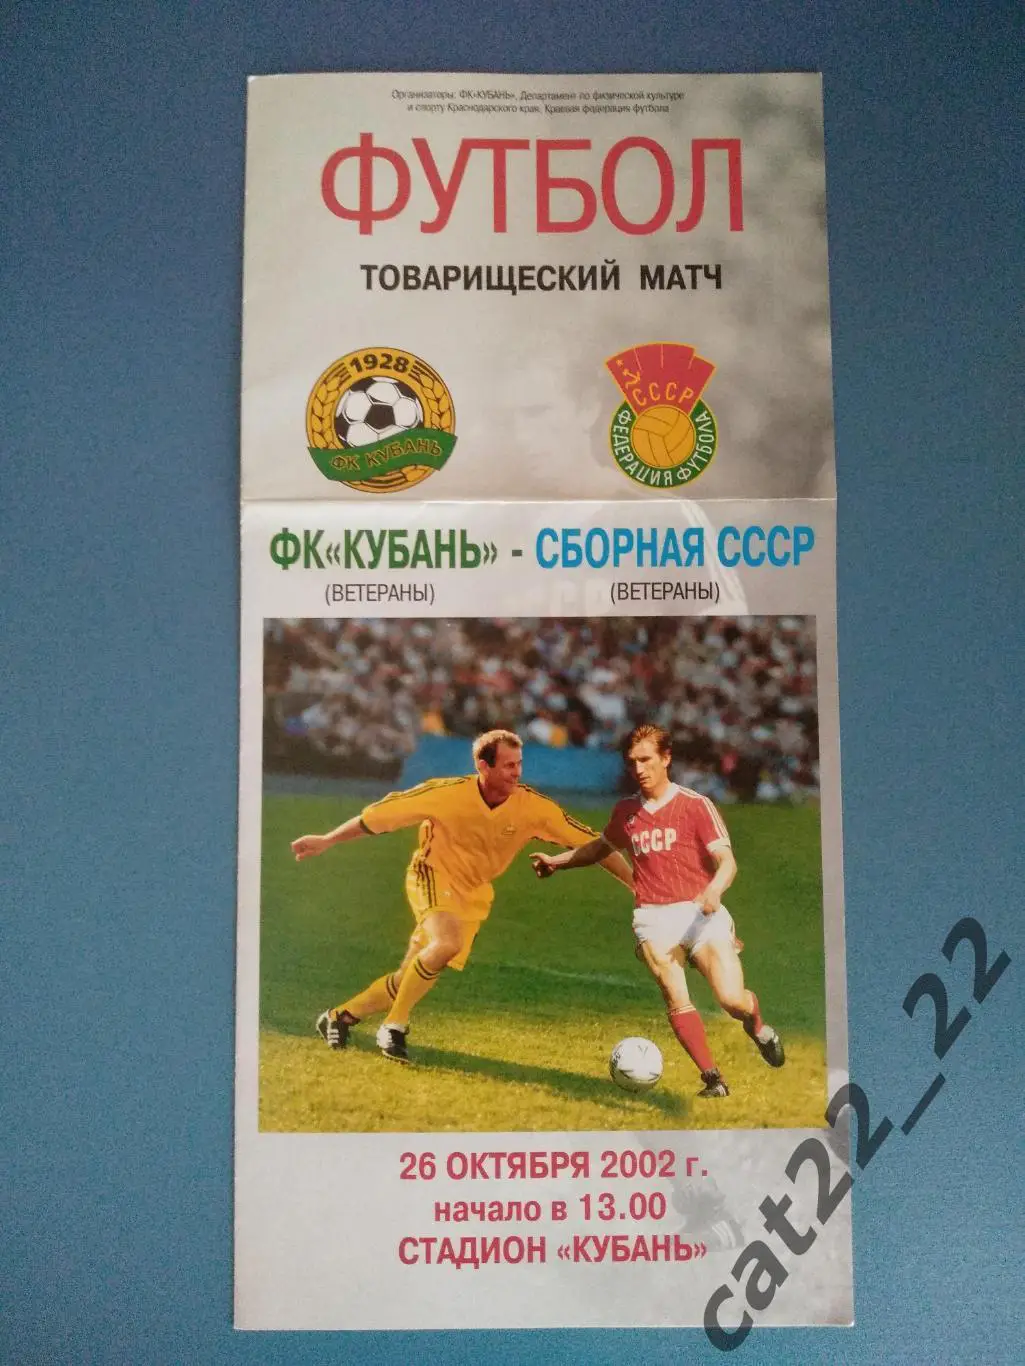 Организаторы: ФК«КУБАНЬ», Департамент по физической культуре
и спорту Краснодарского края, Краевая федерация футбола
ФУТБОЛ
ТОВАРИЩЕСКИЙ МАТЧ
1928
ФК КУБАНЬ
СССР
ФЕДЕРАЦИЯ ФУТБОЛА
ФК«КУБАНЬ» - СБОРНАЯ СССР
(ВЕТЕРАНЫ) (ВЕТЕРАНЫ)
СССР
26 ОКТЯБРЯ 2002 г.
начало в 13.00
СТАДИОН «КУБАНЬ»
cat22_22